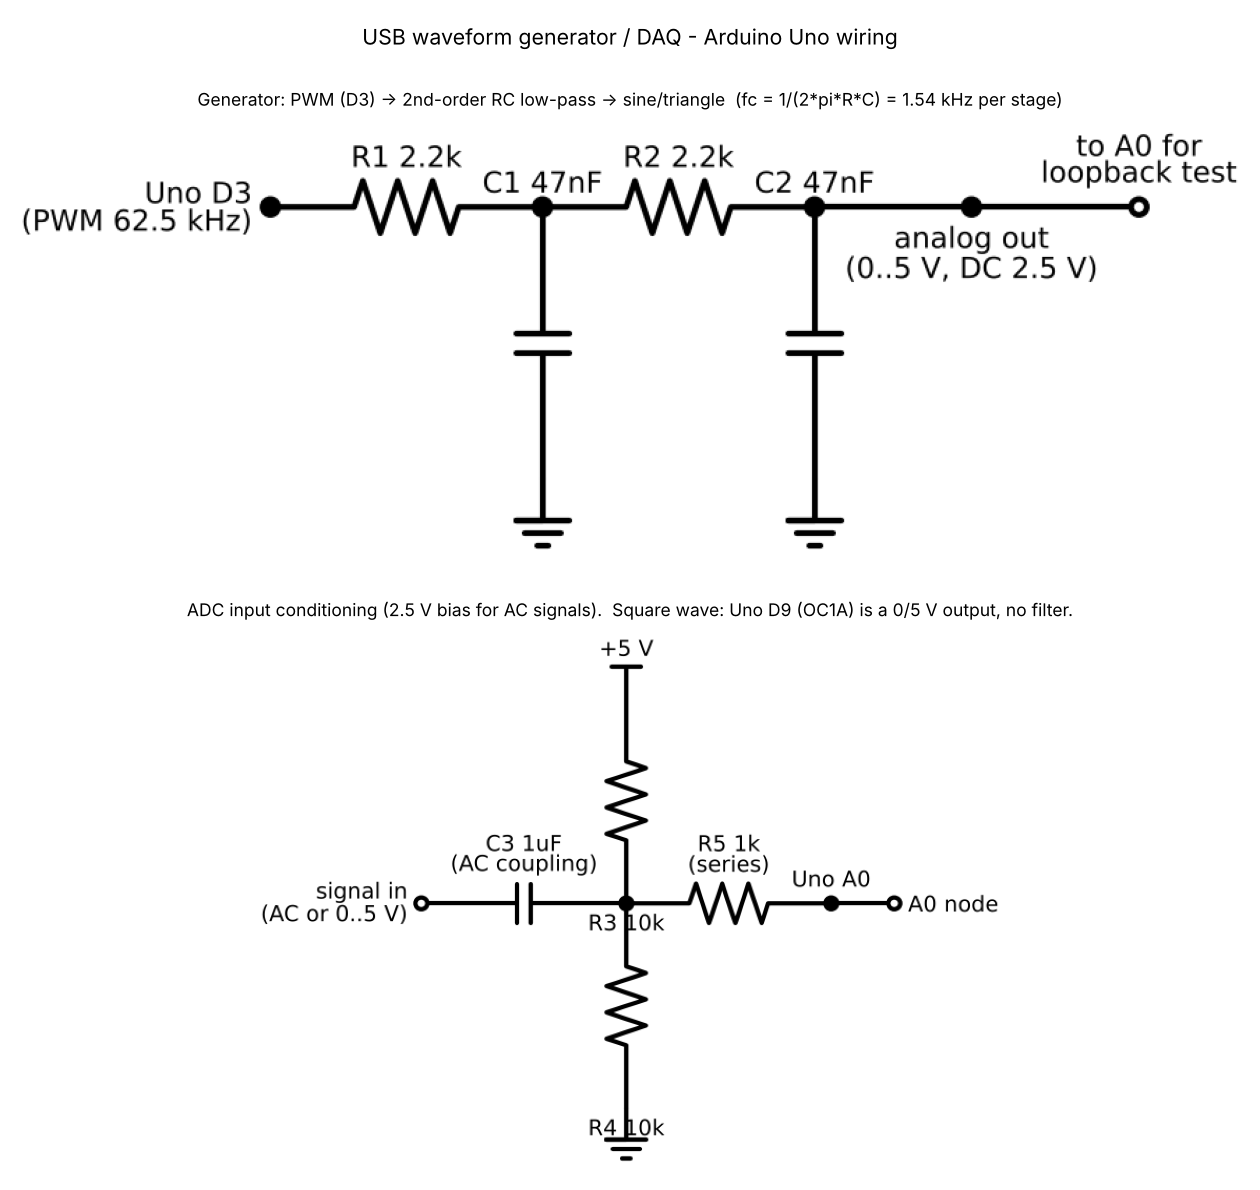 USB waveform generator / DAQ - Arduino Uno wiring
Generator: PWM (D3) → 2nd-order RC low-pass → sine/triangle  (fc = 1/(2*pi*R*C) = 1.54 kHz per stage)
R1 2.2k
R2 2.2k
to A0 for
loopback test
C1 47nF
C2 47nF
Uno D3
(PWM 62.5 kHz)
analog out
(0..5 V, DC 2.5 V)
ADC input conditioning (2.5 V bias for AC signals).  Square wave: Uno D9 (OC1A) is a 0/5 V output, no filter.
+5 V
C3 1uF
(AC coupling)
R5 1k
(series)
Uno A0
signal in
(AC or 0..5 V)
A0 node
R3 10k
R4 10k